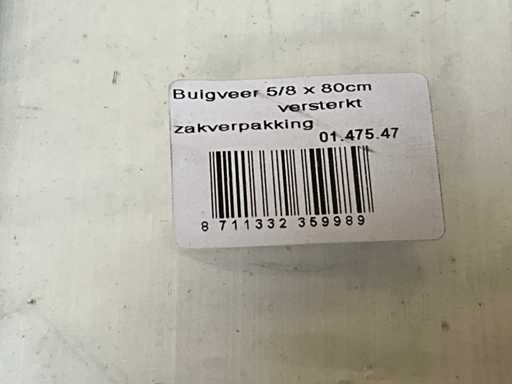 Buigveer 5/8 x 80cm
versterkt
zakverpakking
01.475.47
8 711332 359989